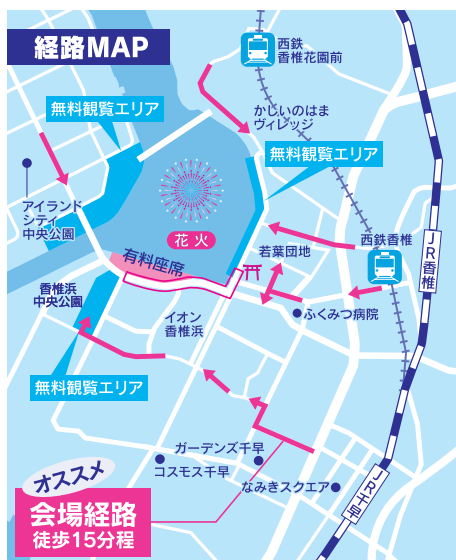 経路MAP
西鉄
香椎花園前
無料観覧エリア
かしいのはま
ヴィレッジ
無料観覧エリア
アイランド
シティ
中央公園
花火
有料座席
若葉団地
西鉄香椎
JR香椎
香椎浜
中央公園
イオン
香椎浜
ふくみつ病院
無料観覧エリア
ガーデンズ千早
コスモス千早
なみきスクエア
JR千早
オススメ
会場経路
徒歩15分程